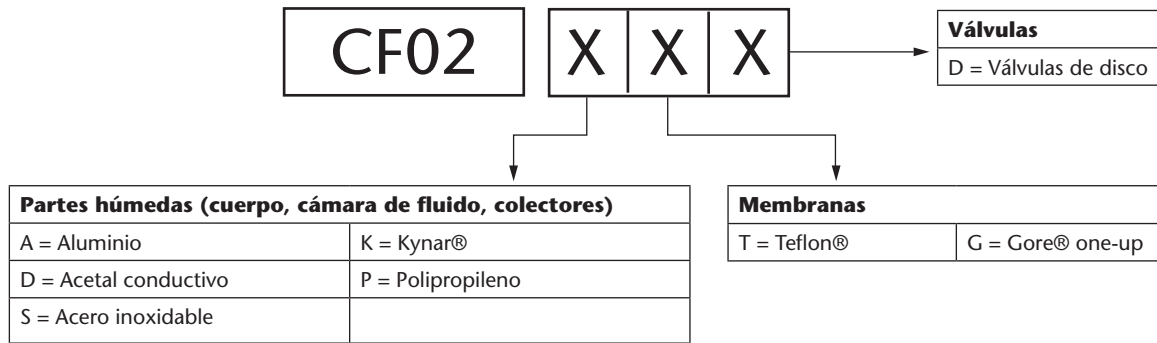 CF02 X X X
Válvulas
D = Válvulas de disco
Partes húmedas (cuerpo, cámara de fluido, colectores)
A = Aluminio K = Kynar®
D = Acetal conductivo P = Polipropileno
S = Acero inoxidable
Membranas
T = Teflon® G = Gore® one-up